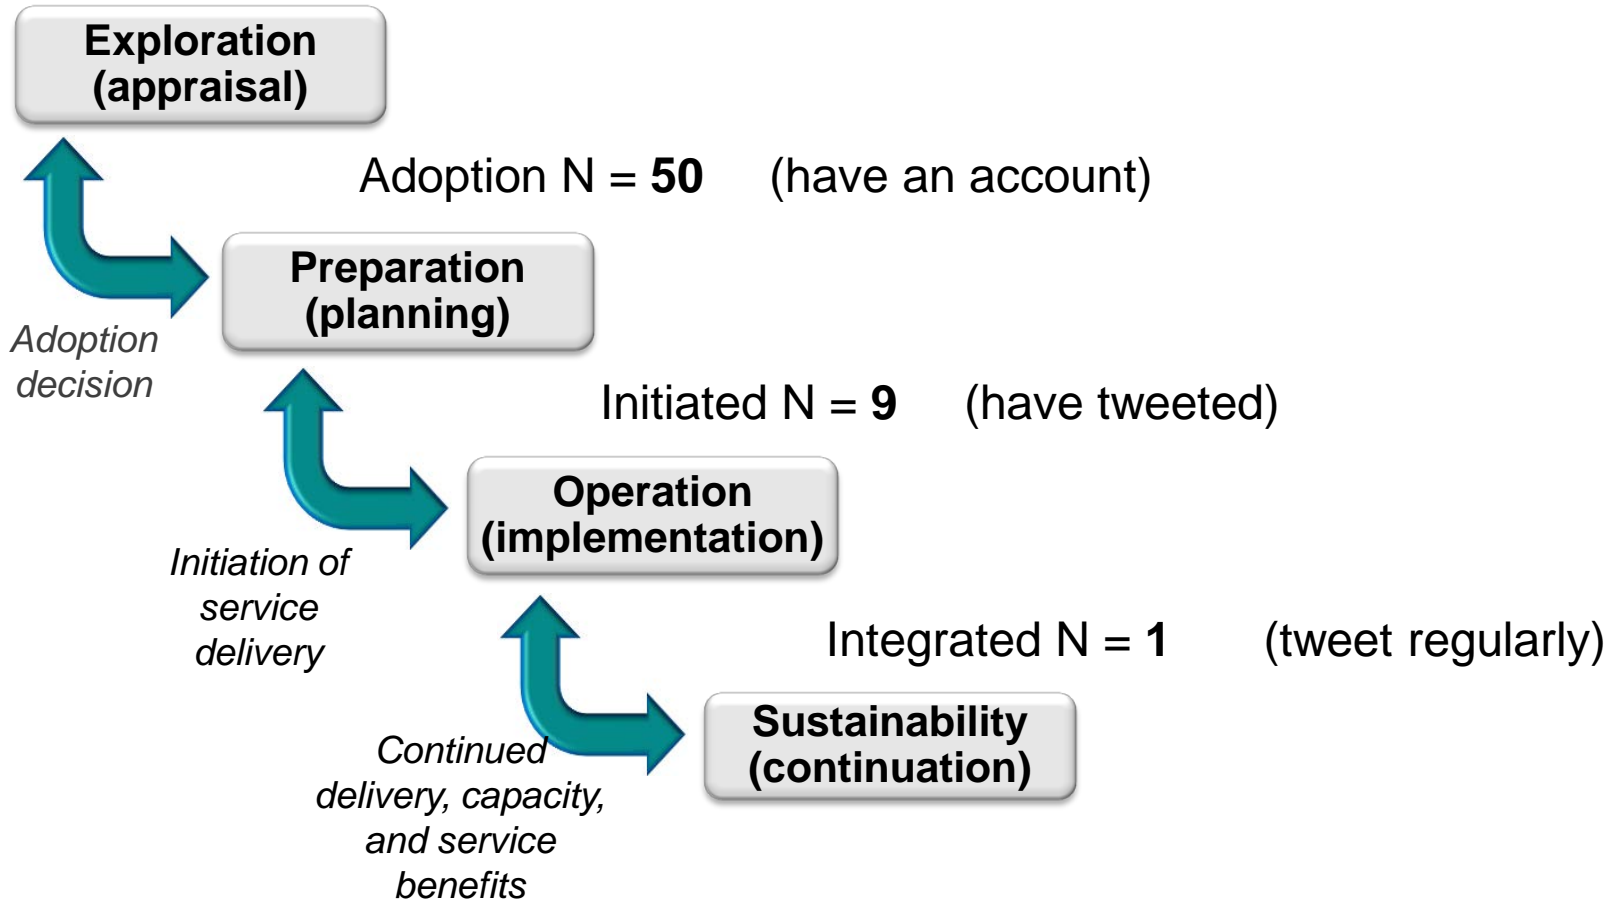 Exploration
(appraisal)
Adoption N = 50 (have an account)
Preparation
(planning)
Adoption
decision
Initiated N = 9 (have tweeted)
Operation
(implementation)
Initiation of
service
delivery
Integrated N = 1 (tweet regularly)
Sustainability
(continuation)
Continued
delivery, capacity,
and service
benefits